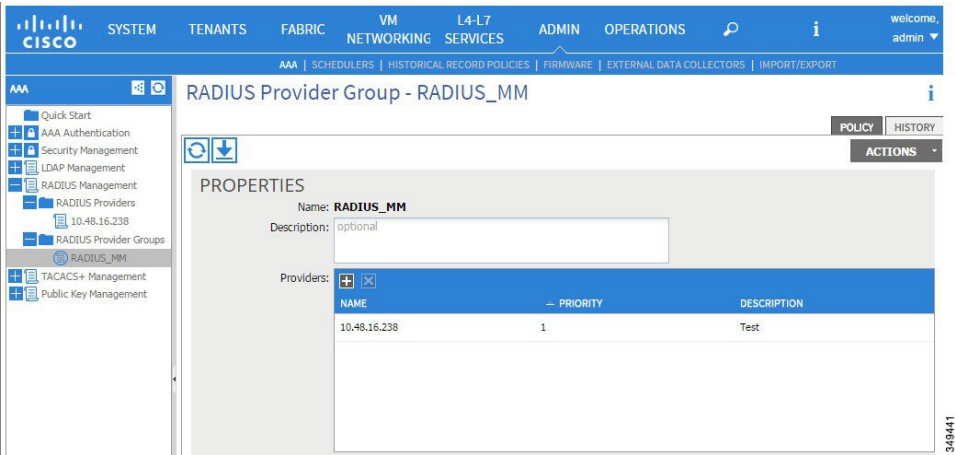 CISCO
SYSTEM TENANTS FABRIC VM NETWORKING L4-L7 SERVICES ADMIN OPERATIONS i welcome, admin
AAA | SCHEDULERS | HISTORICAL RECORD POLICIES | FIRMWARE | EXTERNAL DATA COLLECTORS | IMPORT/EXPORT
AAA
Quick Start
AAA Authentication
Security Management
LDAP Management
RADIUS Management
RADIUS Providers
10.48.16.238
RADIUS Provider Groups
RADIUS_MM
TACACS+ Management
Public Key Management
RADIUS Provider Group - RADIUS_MM i
POLICY HISTORY
ACTIONS
PROPERTIES
Name: RADIUS_MM
Description: optional
Providers:
NAME PRIORITY DESCRIPTION
10.48.16.238 1 Test
349441